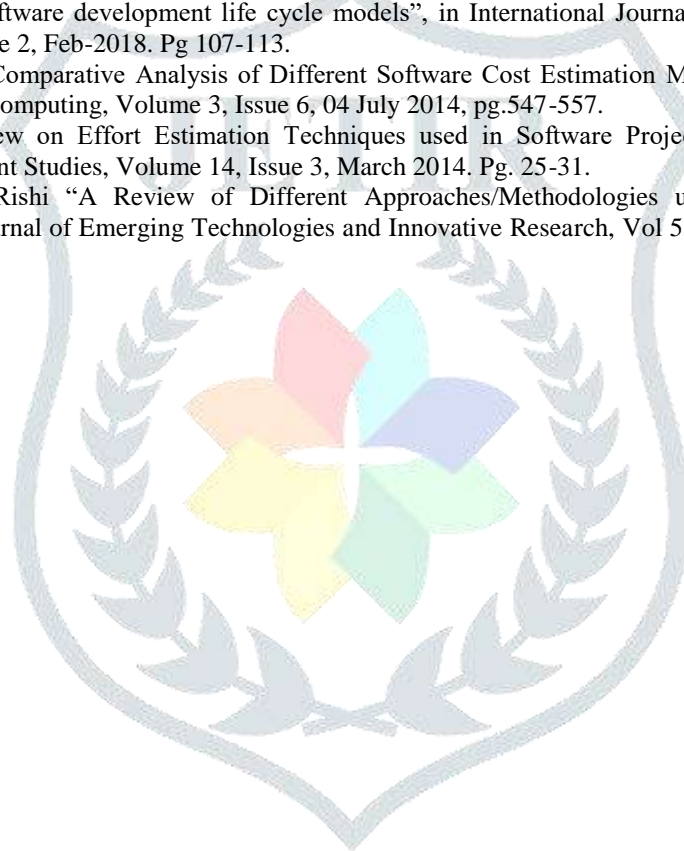 ftware development life cycle models”, in International Journa
e 2, Feb-2018. Pg 107-113.
Comparative Analysis of Different Software Cost Estimation M
omputing, Volume 3, Issue 6, 04 July 2014, pg.547-557.
ew on Effort Estimation Techniques used in Software Projec
nt Studies, Volume 14, Issue 3, March 2014. Pg. 25-31.
Rishi “A Review of Different Approaches/Methodologies u
rnal of Emerging Technologies and Innovative Research, Vol 5
JETIR